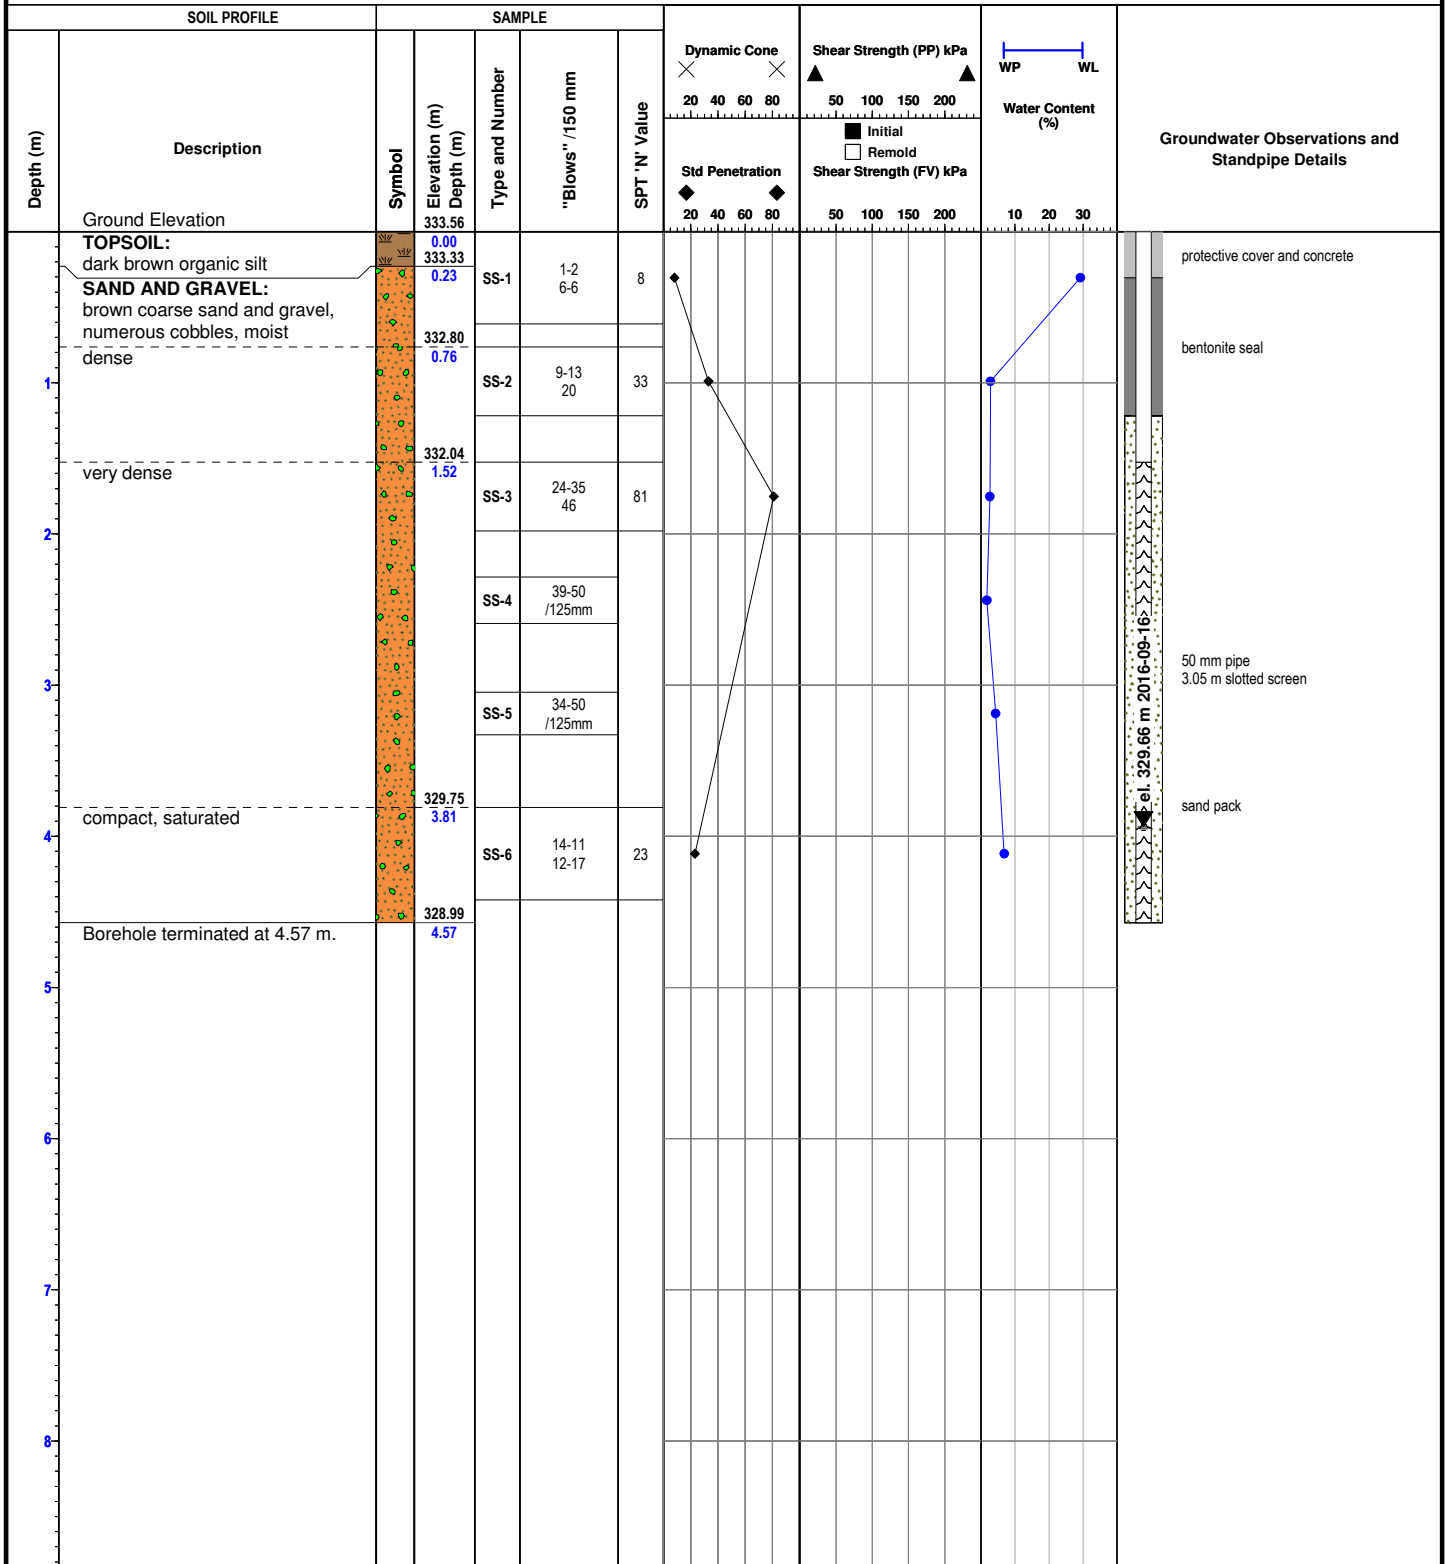 SOIL PROFILE
SAMPLE
Depth (m)
Description
Symbol
Elevation (m)
Depth (m)
Type and Number
"Blows" /150 mm
SPT 'N' Value
Dynamic Cone
20 40 60 80
Std Penetration
20 40 60 80
Shear Strength (PP) kPa
50 100 150 200
Initial
Remold
Shear Strength (FV) kPa
50 100 150 200
WP WL
Water Content
(%)
10 20 30
Groundwater Observations and
Standpipe Details
Ground Elevation
333.56
TOPSOIL:
0.00
dark brown organic silt
333.33
0.23
SAND AND GRAVEL:
brown coarse sand and gravel,
numerous cobbles, moist
SS-1
1-2
6-6
8
protective cover and concrete
332.80
dense
0.76
bentonite seal
1
SS-2
9-13
20
33
332.04
very dense
1.52
SS-3
24-35
46
81
2
SS-4
39-50
/125mm
el. 329.66 m 2016-09-16
50 mm pipe
3.05 m slotted screen
3
SS-5
34-50
/125mm
329.75
compact, saturated
3.81
sand pack
4
SS-6
14-11
12-17
23
328.99
Borehole terminated at 4.57 m.
4.57
5
6
7
8